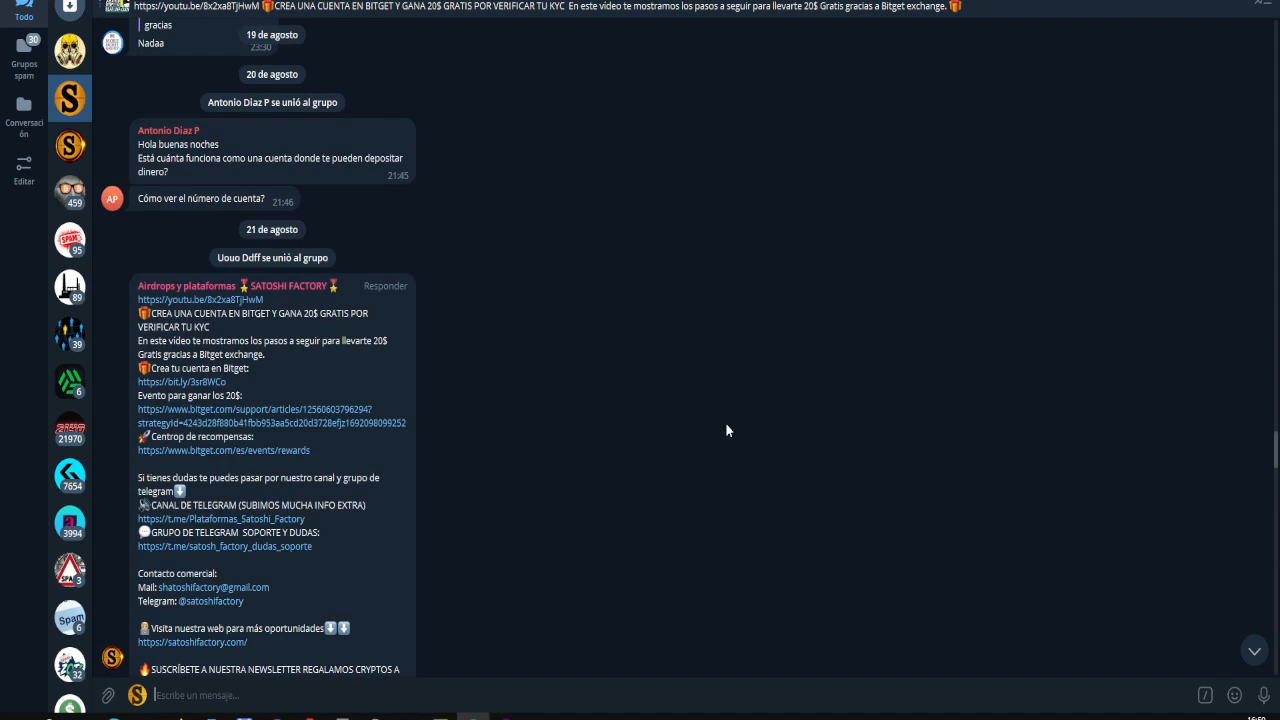 Todo
30
Grupos
spam
Conversaci
ón
Editar
459
95
89
39
6
21970
7654
3994
3
6
32
https://youtu.be/8x2xa8TjHwM 🎁CREA UNA CUENTA EN BITGET Y GANA 20$ GRATIS POR VERIFICAR TU KYC En este vídeo te mostramos los pasos a seguir para llevarte 20$ Gratis gracias a Bitget exchange. 🎁
gracias
Nadaa
23:30
19 de agosto
20 de agosto
Antonio Diaz P se unió al grupo
Antonio Diaz P
Hola buenas noches
Está cuánta funciona como una cuenta donde te pueden depositar
dinero?
21:45
AP
Cómo ver el número de cuenta?
21:46
21 de agosto
Uouo Ddff se unió al grupo
Airdrops y plataformas 🎖SATOSHI FACTORY🎖
Responder
https://youtu.be/8x2xa8TjHwM
🎁CREA UNA CUENTA EN BITGET Y GANA 20$ GRATIS POR
VERIFICAR TU KYC
En este vídeo te mostramos los pasos a seguir para llevarte 20$
Gratis gracias a Bitget exchange.
🎁Crea tu cuenta en Bitget:
https://bit.ly/3sr8WCo
Evento para ganar los 20$:
https://www.bitget.com/support/articles/12560603796294?
strategyId=4243d28f880b41fbb953aa5cd20d3728efjz1692098099252
🚀Centrop de recompensas:
https://www.bitget.com/es/events/rewards
Si tienes dudas te puedes pasar por nuestro canal y grupo de
telegram⬇️
CANAL DE TELEGRAM (SUBIMOS MUCHA INFO EXTRA)
https://t.me/Plataformas_Satoshi_Factory
💬GRUPO DE TELEGRAM SOPORTE Y DUDAS:
https://t.me/satosh_factory_dudas_soporte
Contacto comercial:
Mail: shatoshifactory@gmail.com
Telegram: @satoshifactory
Visita nuestra web para más oportunidades⬇️⬇️
https://satoshifactory.com/
🔥SUSCRÍBETE A NUESTRA NEWSLETTER REGALAMOS CRYPTOS A
Escribe un mensaje...